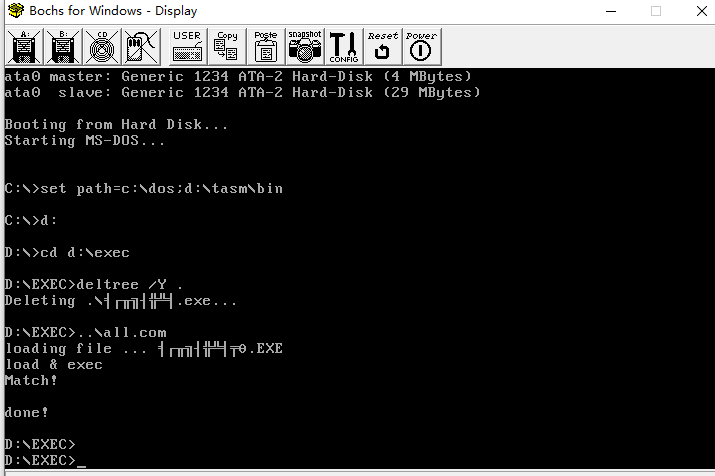 Bochs for Windows - Display
A: B: CD USER Copy Paste snapshot CONFIG Reset Power
ata0 master: Generic 1234 ATA-2 Hard-Disk (4 MBytes)
ata0  slave: Generic 1234 ATA-2 Hard-Disk (29 MBytes)
Booting from Hard Disk...
Starting MS-DOS...
C:\>set path=c:\dos;d:\tasm\bin
C:\>d:
D:\>cd d:\exec
D:\EXEC>deltree /Y .
Deleting .\.exe...
D:\EXEC>..\all.com
loading file ... 0.EXE
load & exec
Match!
done!
D:\EXEC>
D:\EXEC>_